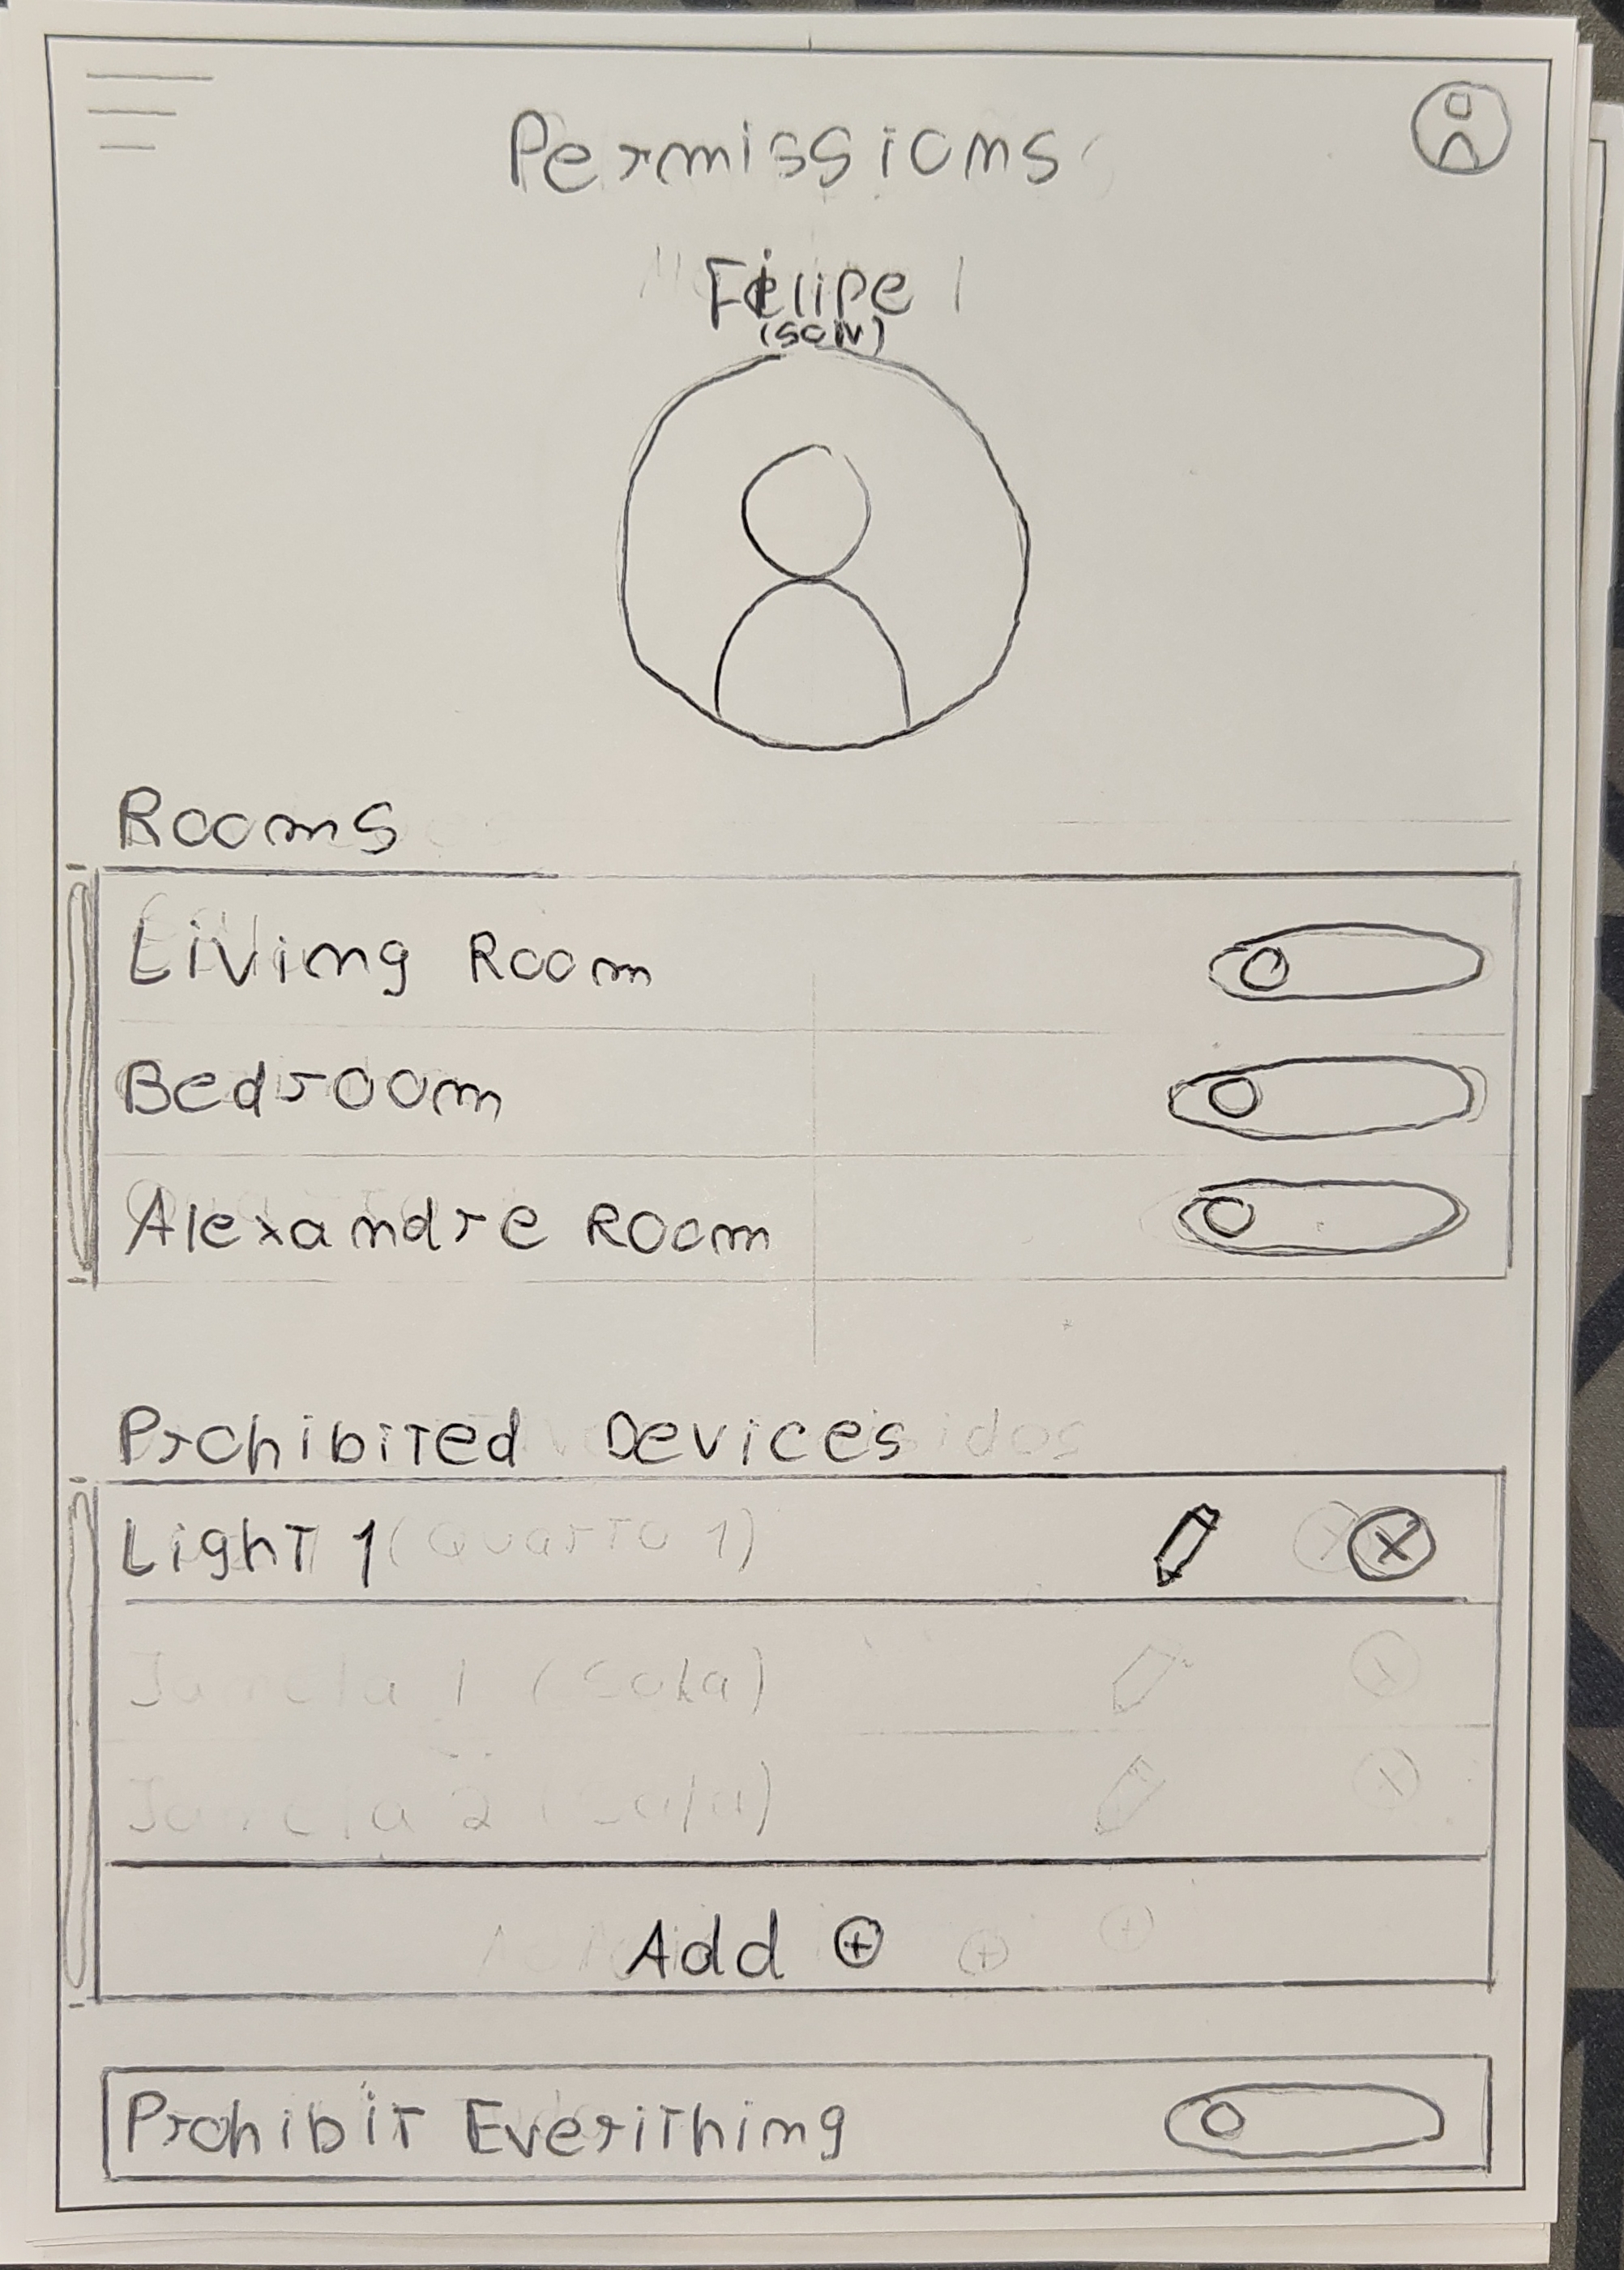 Permissions
Felipe
(SON)
Rooms
Living Room
Bedroom
Alexandre Room
Prohibited Devices
Light 1 (Quarto 1)
Janela 1 (Sala)
Janela 2 (Sala)
Add +
Prohibit Everithing